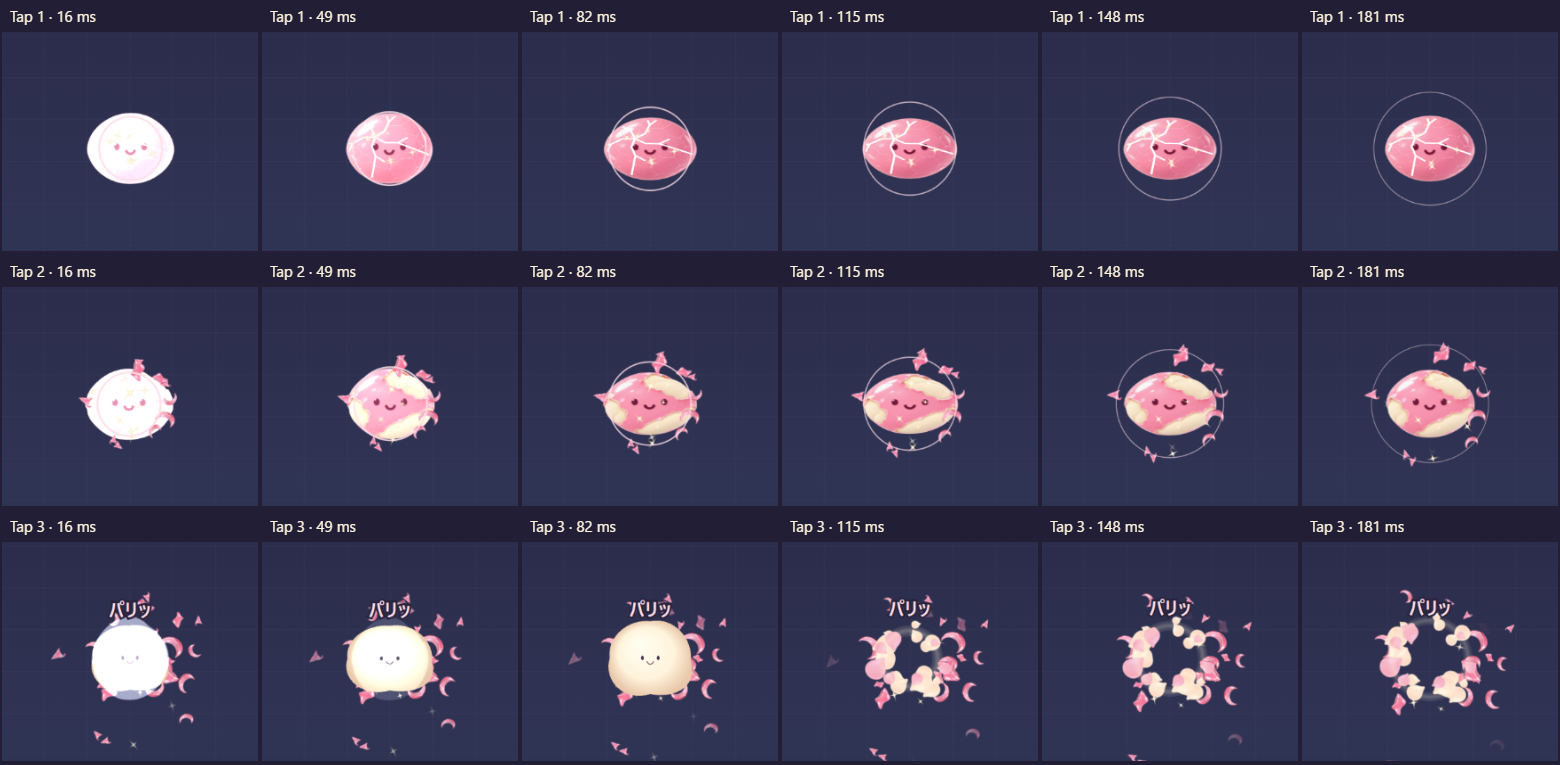 Tap 1 · 16 ms
Tap 1 · 49 ms
Tap 1 · 82 ms
Tap 1 · 115 ms
Tap 1 · 148 ms
Tap 1 · 181 ms
Tap 2 · 16 ms
Tap 2 · 49 ms
Tap 2 · 82 ms
Tap 2 · 115 ms
Tap 2 · 148 ms
Tap 2 · 181 ms
Tap 3 · 16 ms
Tap 3 · 49 ms
Tap 3 · 82 ms
Tap 3 · 115 ms
Tap 3 · 148 ms
Tap 3 · 181 ms
パリッ
パリッ
パリッ
パリッ
パリッ
パリッ